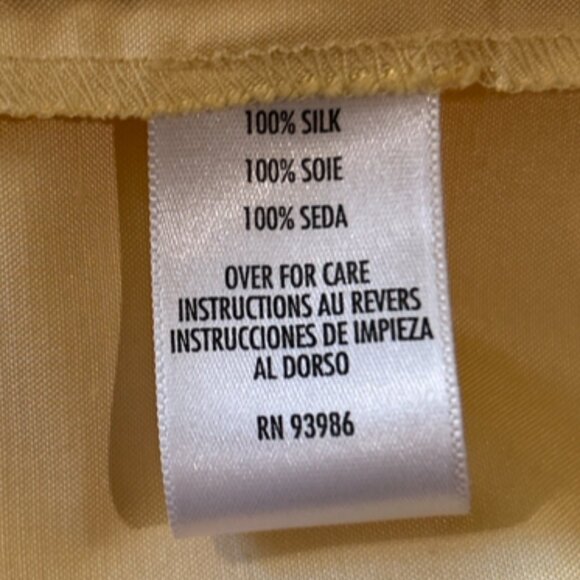 100% SILK
100% SOIE
100% SEDA
OVER FOR CARE
INSTRUCTIONS AU REVERS
INSTRUCCIONES DE IMPIEZA
AL DORSO
RN 93986